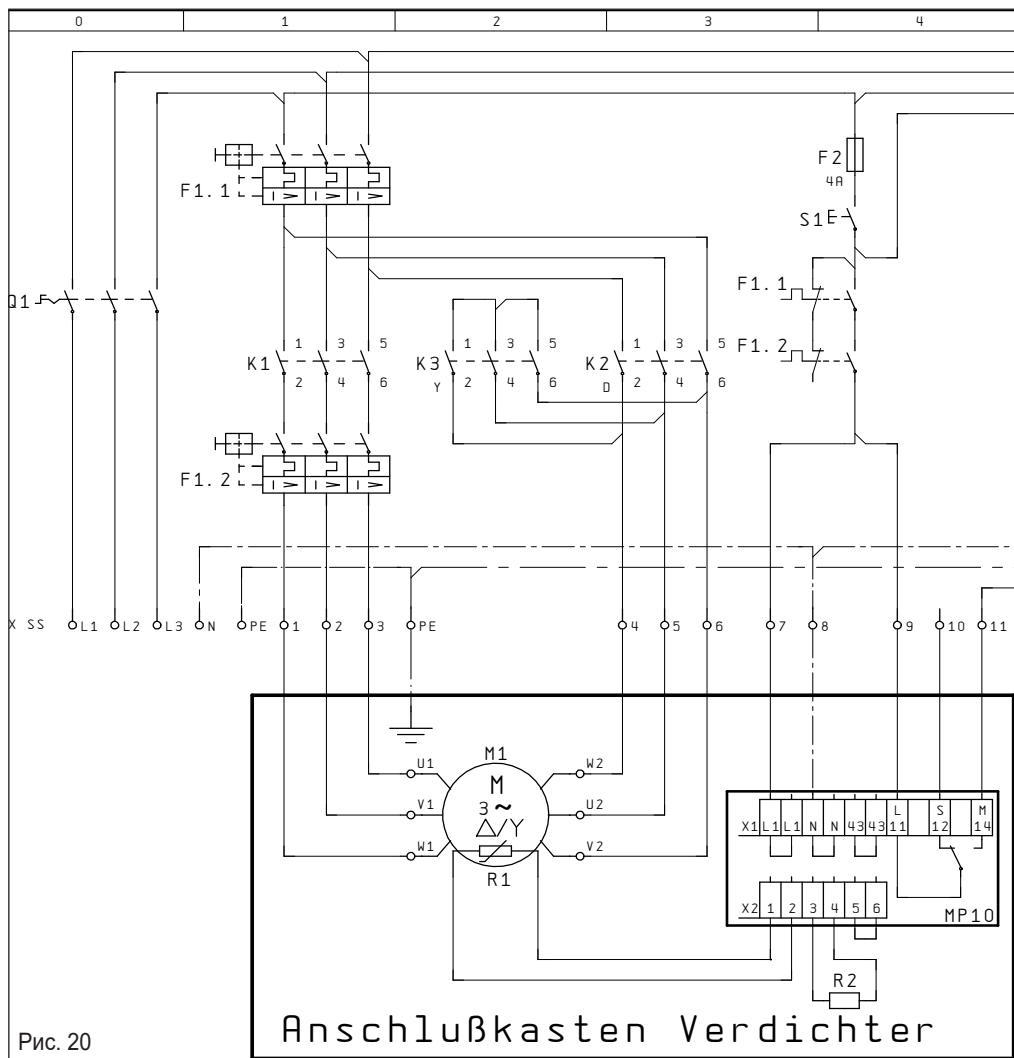 0 1 2 3 4
F1.1
F2
4A
S1
Q1
F1.1
K1 1 3 5 2 4 6
K3 Y 1 3 5 2 4 6
K2 D 1 3 5 2 4 6
F1.2
F1.2
X SS L1 L2 L3 N PE 1 2 3 PE 4 5 6 7 8 9 10 11
M1
M
3 ~
△/Y
R1
U1
V1
W1
W2
U2
V2
L S M
X1 L1 L1 N N 43 43 11 12 14
X2 1 2 3 4 5 6
MP10
R2
Anschlußkasten Verdichter
Рис. 20